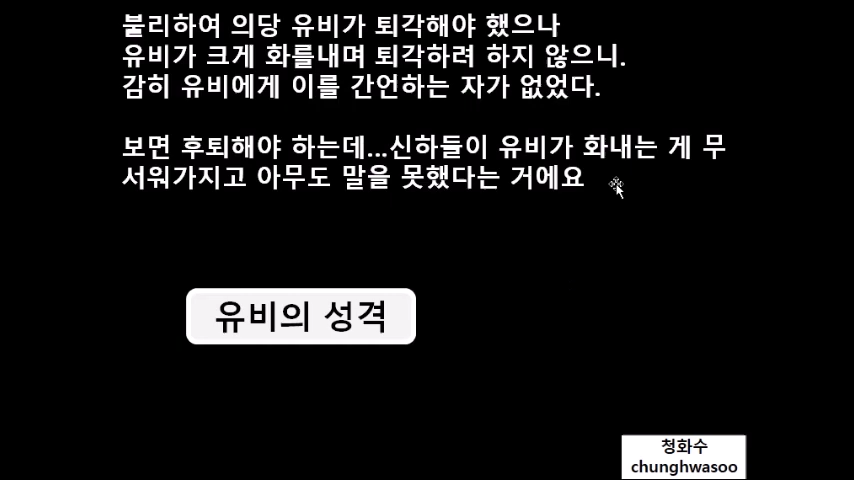 불리하여 의당 유비가 퇴각해야 했으나
유비가 크게 화를내며 퇴각하려 하지 않으니.
감히 유비에게 이를 간언하는 자가 없었다.
보면 후퇴해야 하는데...신하들이 유비가 화내는 게 무
서워가지고 아무도 말을 못했다는 거에요
유비의 성격
청화수
chunghwasoo